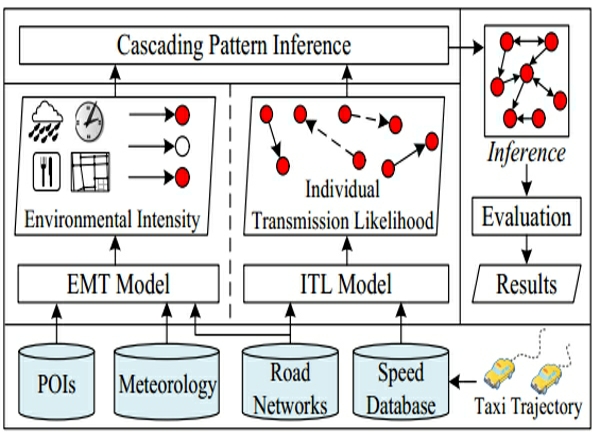 Cascading Pattern Inference
Inference
Environmental Intensity
Individual
Transmission Likelihood
Evaluation
EMT Model
ITL Model
Results
POIs
Meteorology
Road
Networks
Speed
Database
Taxi Trajectory